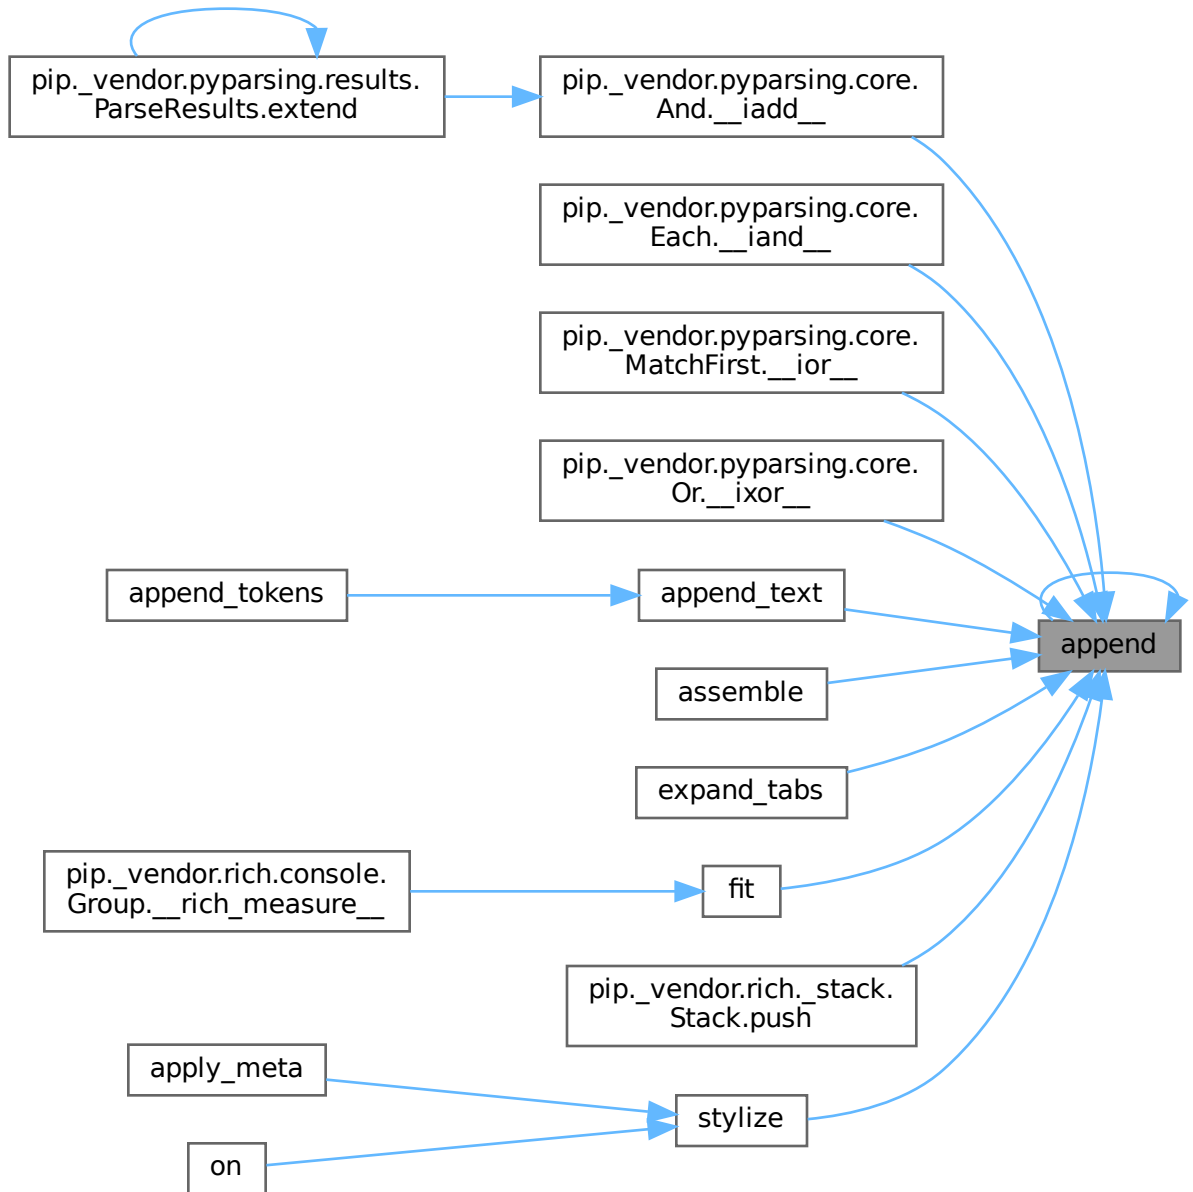 pip._vendor.pyparsing.results.
ParseResults.extend
pip._vendor.pyparsing.core.
And.__iadd__
pip._vendor.pyparsing.core.
Each.__iand__
pip._vendor.pyparsing.core.
MatchFirst.__ior__
pip._vendor.pyparsing.core.
Or.__ixor__
append_tokens
append_text
append
assemble
expand_tabs
pip._vendor.rich.console.
Group.__rich_measure__
fit
pip._vendor.rich._stack.
Stack.push
apply_meta
stylize
on